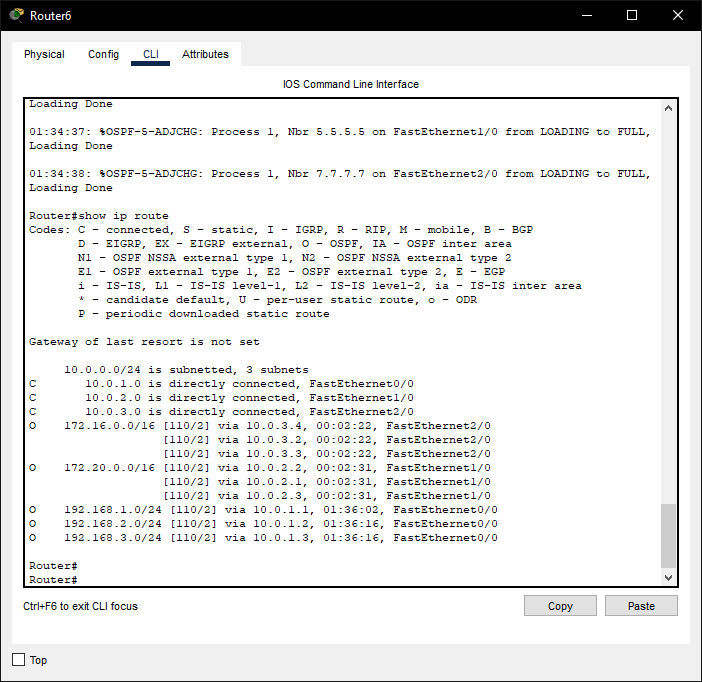 Router6
Physical Config CLI Attributes
IOS Command Line Interface
Loading Done
01:34:37: %OSPF-5-ADJCHG: Process 1, Nbr 5.5.5.5 on FastEthernet1/0 from LOADING to FULL,
Loading Done
01:34:38: %OSPF-5-ADJCHG: Process 1, Nbr 7.7.7.7 on FastEthernet2/0 from LOADING to FULL,
Loading Done
Router#show ip route
Codes: C - connected, S - static, I - IGRP, R - RIP, M - mobile, B - BGP
D - EIGRP, EX - EIGRP external, O - OSPF, IA - OSPF inter area
N1 - OSPF NSSA external type 1, N2 - OSPF NSSA external type 2
E1 - OSPF external type 1, E2 - OSPF external type 2, E - EGP
i - IS-IS, L1 - IS-IS level-1, L2 - IS-IS level-2, ia - IS-IS inter area
* - candidate default, U - per-user static route, o - ODR
P - periodic downloaded static route
Gateway of last resort is not set
10.0.0.0/24 is subnetted, 3 subnets
C 10.0.1.0 is directly connected, FastEthernet0/0
C 10.0.2.0 is directly connected, FastEthernet1/0
C 10.0.3.0 is directly connected, FastEthernet2/0
O 172.16.0.0/16 [110/2] via 10.0.3.4, 00:02:22, FastEthernet2/0
[110/2] via 10.0.3.2, 00:02:22, FastEthernet2/0
[110/2] via 10.0.3.3, 00:02:22, FastEthernet2/0
O 172.20.0.0/16 [110/2] via 10.0.2.2, 00:02:31, FastEthernet1/0
[110/2] via 10.0.2.1, 00:02:31, FastEthernet1/0
[110/2] via 10.0.2.3, 00:02:31, FastEthernet1/0
O 192.168.1.0/24 [110/2] via 10.0.1.1, 01:36:02, FastEthernet0/0
O 192.168.2.0/24 [110/2] via 10.0.1.2, 01:36:16, FastEthernet0/0
O 192.168.3.0/24 [110/2] via 10.0.1.3, 01:36:16, FastEthernet0/0
Router#
Router#
Ctrl+F6 to exit CLI focus
Copy Paste
Top